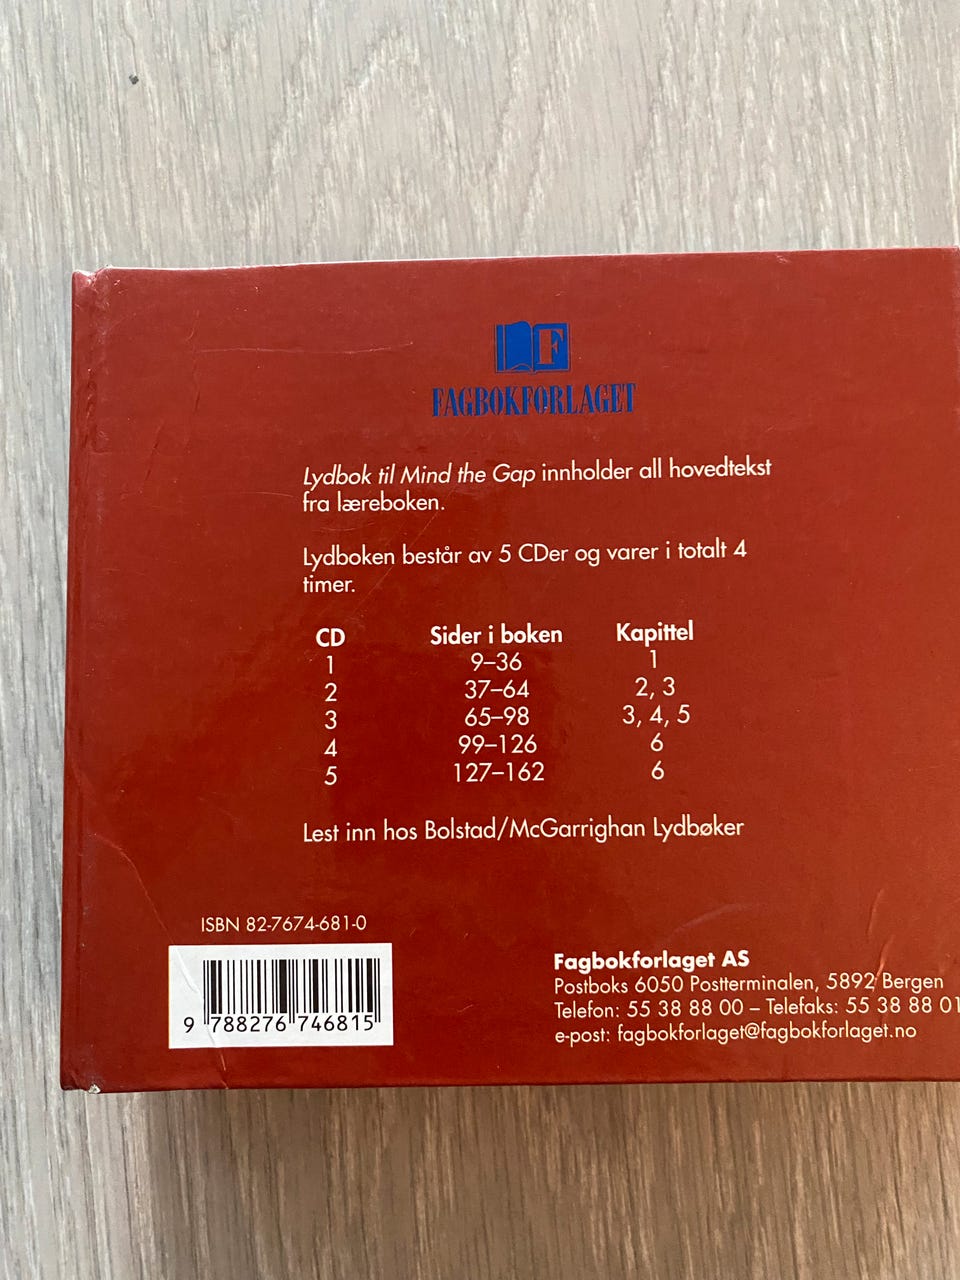 F
FAGBOKFORLAGET
Lydbok til Mind the Gap innholder all hovedtekst
fra læreboken.
Lydboken består av 5 CDer og varer i totalt 4
timer.
CD Sider i boken Kapittel
1 9–36 1
2 37–64 2, 3
3 65–98 3, 4, 5
4 99–126 6
5 127–162 6
Lest inn hos Bolstad/McGarrighan Lydbøker
ISBN 82-7674-681-0
9 788276 746815
Fagbokforlaget AS
Postboks 6050 Postterminalen, 5892 Bergen
Telefon: 55 38 88 00 – Telefaks: 55 38 88 01
e-post: fagbokforlaget@fagbokforlaget.no